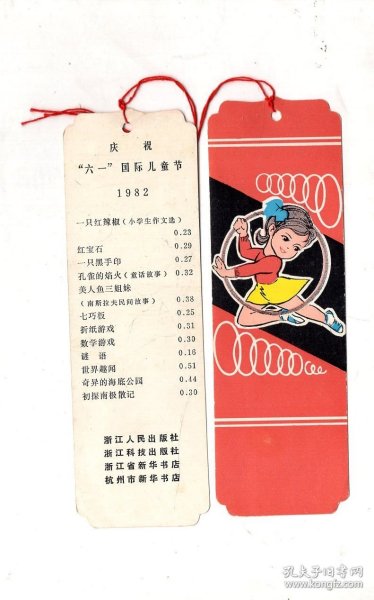 庆 祝
“六一”国际儿童节
1982
一只红辣椒(小学生作文选)
0.23
红宝石 0.29
一只黑手印 0.27
孔雀的焰火(童话故事) 0.32
美人鱼三姐妹
(南斯拉夫民间故事) 0.38
七巧板 0.25
折纸游戏 0.31
数学游戏 0.30
谜 语 0.16
世界趣闻 0.51
奇异的海底公园 0.44
初探南极散记 0.30
浙江人民出版社
浙江科技出版社
浙江省新华书店
杭州市新华书店
孔夫子旧书网
www.kongfz.com